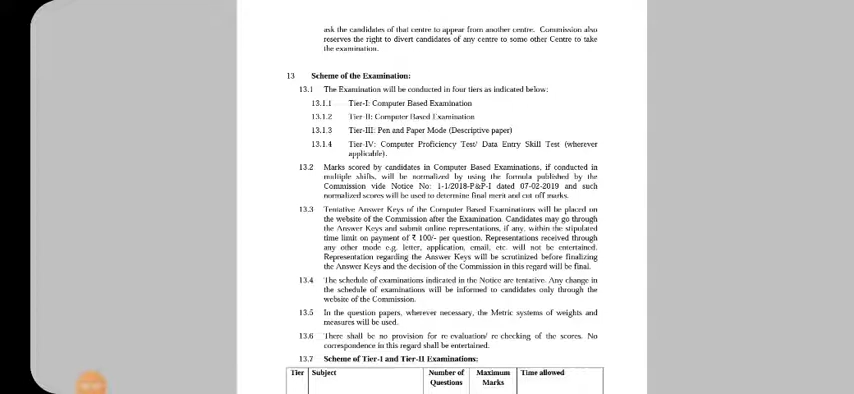 ask the candidates of that centre to appear from another centre. Commission also
reserves the right to divert candidates of any centre to some other Centre to take
the examination.
13 Scheme of the Examination:
13.1 The Examination will be conducted in four tiers as indicated below:
13.1.1 Tier-I: Computer Based Examination
13.1.2 Tier-II: Computer Based Examination
13.1.3 Tier-III: Pen and Paper Mode (Descriptive paper)
13.1.4 Tier-IV: Computer Proficiency Test/ Data Entry Skill Test (wherever
applicable).
13.2 Marks scored by candidates in Computer Based Examinations, if conducted in
multiple shifts, will be normalized by using the formula published by the
Commission vide Notice No: 1-1/2018-P&P-I dated 07-02-2019 and such
normalized scores will be used to determine final merit and cut off marks.
13.3 Tentative Answer Keys of the Computer Based Examinations will be placed on
the website of the Commission after the Examination. Candidates may go through
the Answer Keys and submit online representations, if any, within the stipulated
time limit on payment of ₹ 100/- per question. Representations received through
any other mode e.g. letter, application, email, etc. will not be entertained.
Representation regarding the Answer Keys will be scrutinized before finalizing
the Answer Keys and the decision of the Commission in this regard will be final.
13.4 The schedule of examinations indicated in the Notice are tentative. Any change in
the schedule of examinations will be informed to candidates only through the
website of the Commission.
13.5 In the question papers, wherever necessary, the Metric systems of weights and
measures will be used.
13.6 There shall be no provision for re evaluation/ re checking of the scores. No
correspondence in this regard shall be entertained.
13.7 Scheme of Tier-I and Tier-II Examinations:
Tier Subject Number of Maximum Time allowed
Questions Marks